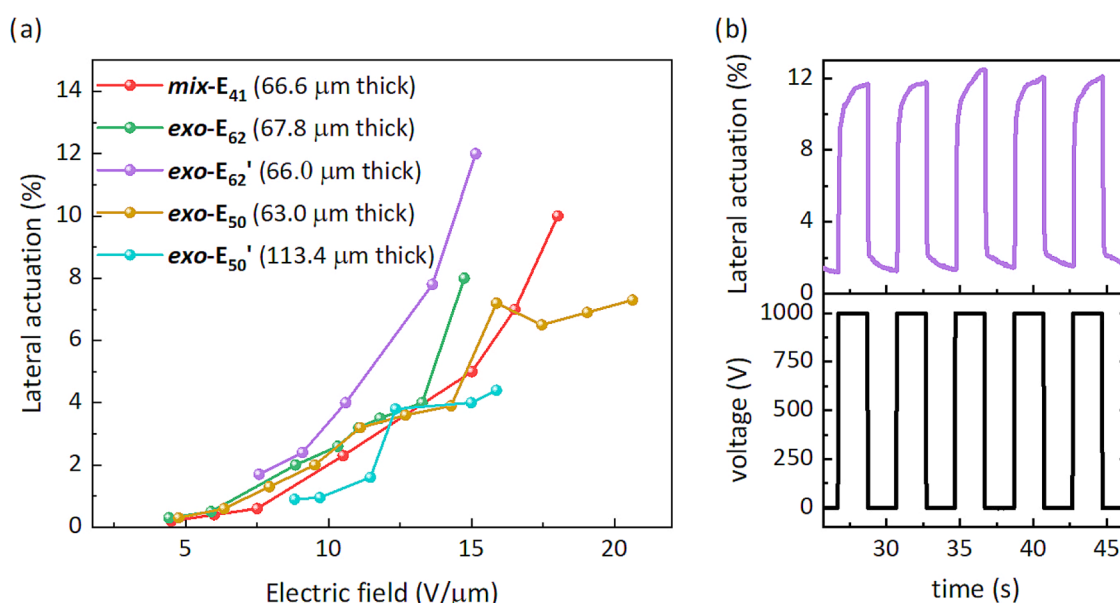 (a)
Lateral actuation (%)
14
12
10
8
6
4
2
0
mix-E41 (66.6 μm thick)
exo-E62 (67.8 μm thick)
exo-E62' (66.0 μm thick)
exo-E50 (63.0 μm thick)
exo-E50' (113.4 μm thick)
5 10 15 20
Electric field (V/μm)
(b)
Lateral actuation (%)
12
8
4
0
voltage (V)
1000
750
500
250
0
30 35 40 45
time (s)